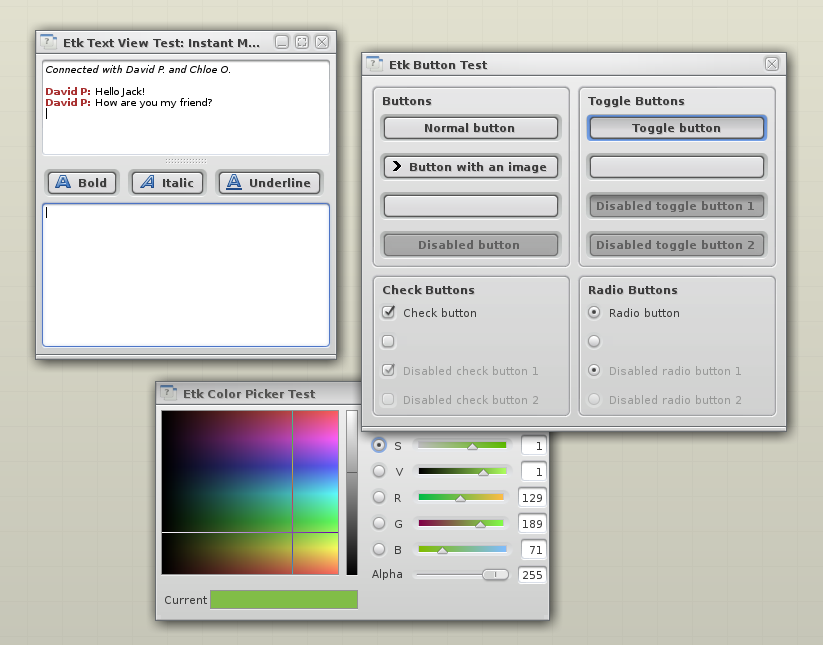 Etk Text View Test: Instant M...
Connected with David P. and Chloe O.
David P: Hello Jack!
David P: How are you my friend?
Bold Italic Underline
Etk Button Test
Buttons
Normal button
Button with an image
Disabled button
Toggle Buttons
Toggle button
Disabled toggle button 1
Disabled toggle button 2
Check Buttons
Check button
Disabled check button 1
Disabled check button 2
Radio Buttons
Radio button
Disabled radio button 1
Disabled radio button 2
Etk Color Picker Test
S 1
V 1
R 129
G 189
B 71
Alpha 255
Current